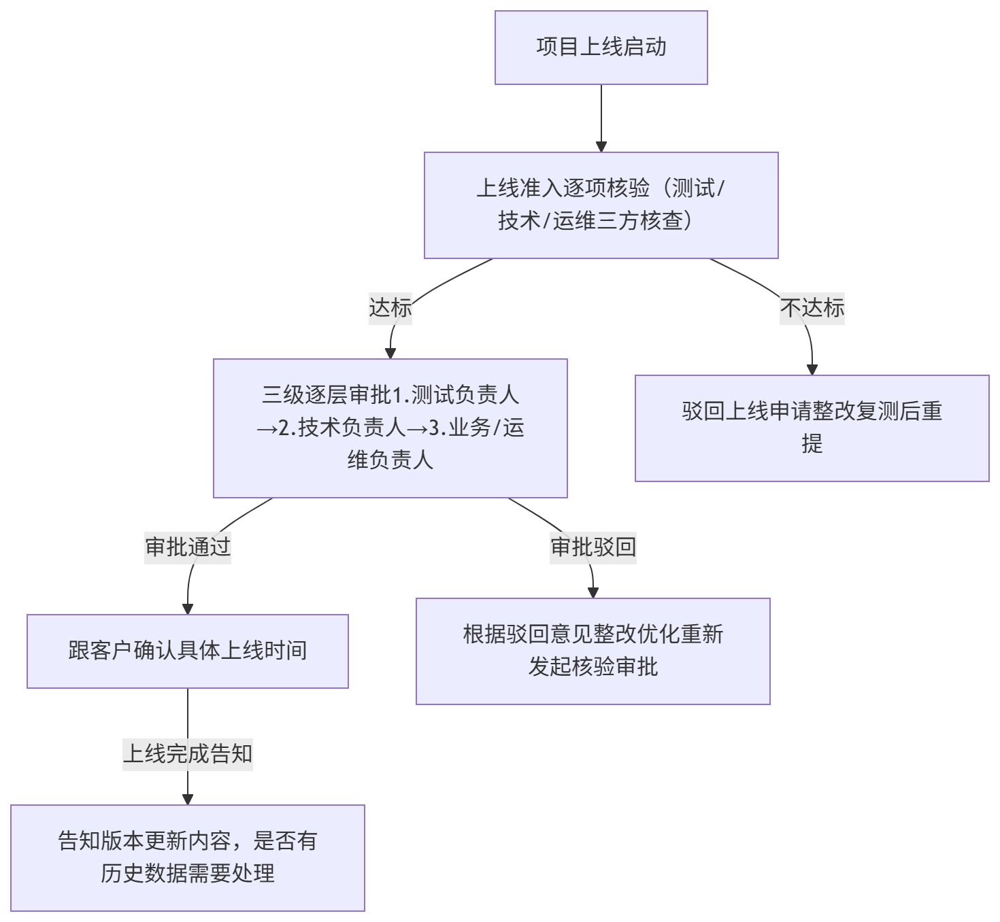 项目上线启动
上线准入逐项核验（测试/
技术/运维三方核查）
达标
不达标
三级逐层审批1.测试负责人
→2.技术负责人→3.业务/运
维负责人
驳回上线申请整改复测后重
提
审批通过
审批驳回
跟客户确认具体上线时间
根据驳回意见整改优化重新
发起核验审批
上线完成告知
告知版本更新内容，是否有
历史数据需要处理